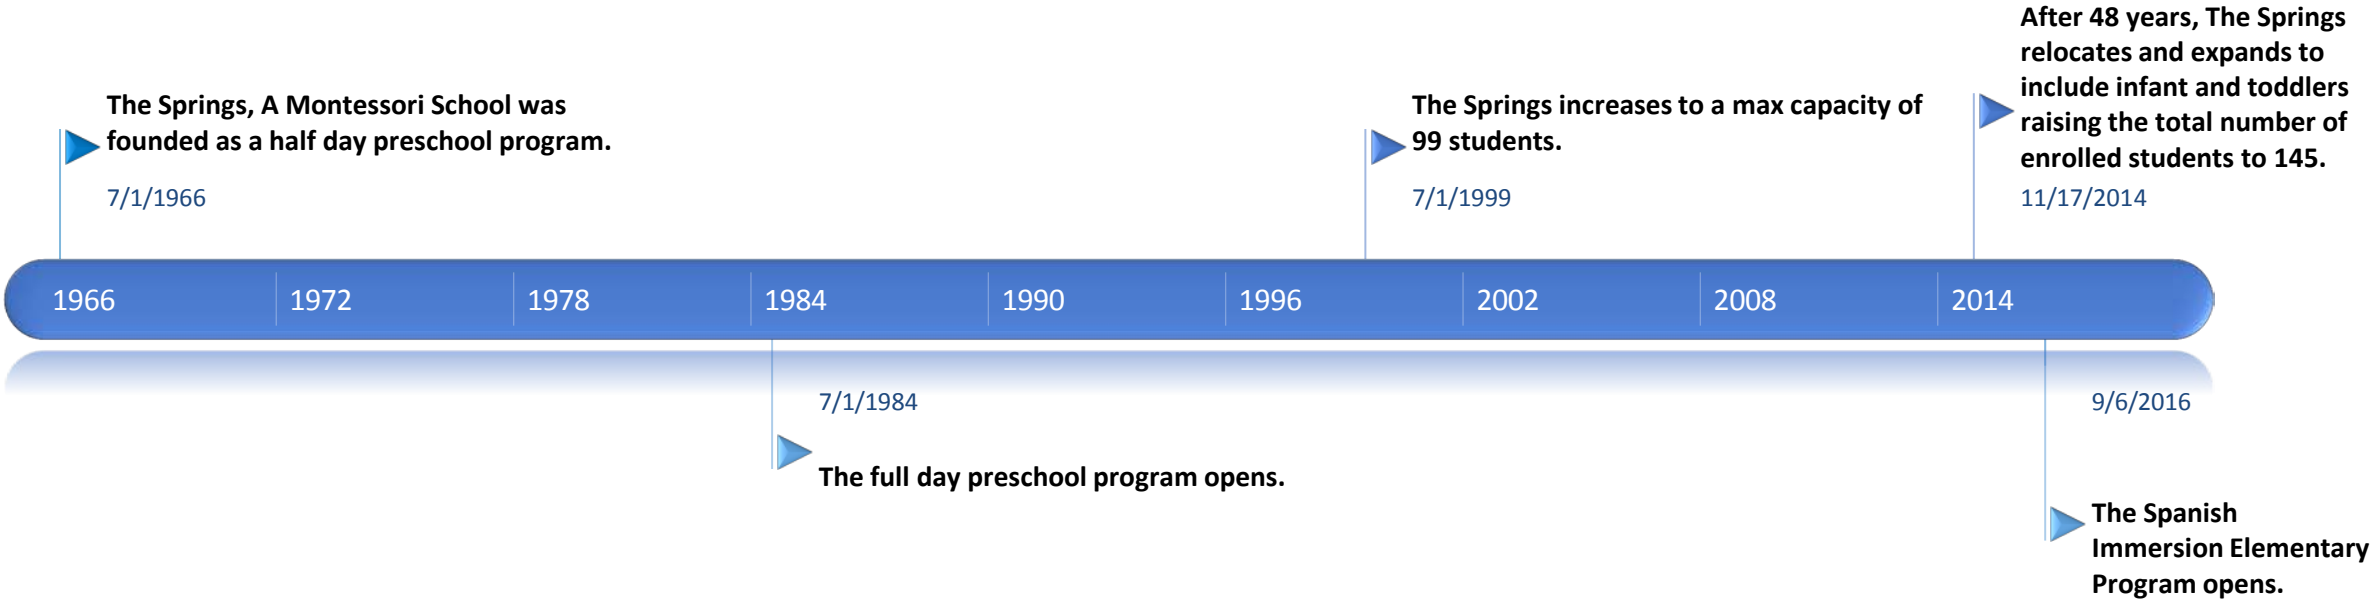 The Springs, A Montessori School was
founded as a half day preschool program.
7/1/1966
The Springs increases to a max capacity of
99 students.
7/1/1999
After 48 years, The Springs
relocates and expands to
include infant and toddlers
raising the total number of
enrolled students to 145.
11/17/2014
1966 1972 1978 1984 1990 1996 2002 2008 2014
7/1/1984
The full day preschool program opens.
9/6/2016
The Spanish
Immersion Elementary
Program opens.